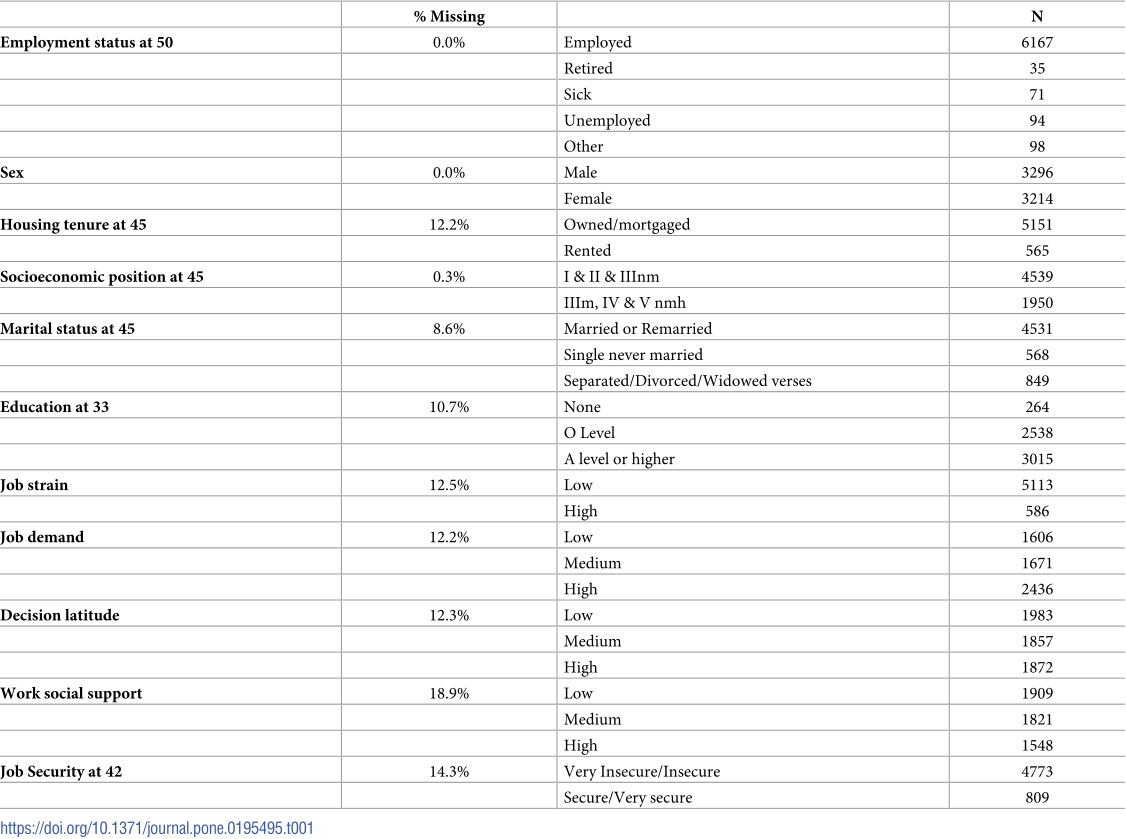 % Missing N
Employment status at 50 0.0% Employed 6167
Retired 35
Sick 71
Unemployed 94
Other 98
Sex 0.0% Male 3296
Female 3214
Housing tenure at 45 12.2% Owned/mortgaged 5151
Rented 565
Socioeconomic position at 45 0.3% I & II & IIInm 4539
IIIm, IV & V nmh 1950
Marital status at 45 8.6% Married or Remarried 4531
Single never married 568
Separated/Divorced/Widowed verses 849
Education at 33 10.7% None 264
O Level 2538
A level or higher 3015
Job strain 12.5% Low 5113
High 586
Job demand 12.2% Low 1606
Medium 1671
High 2436
Decision latitude 12.3% Low 1983
Medium 1857
High 1872
Work social support 18.9% Low 1909
Medium 1821
High 1548
Job Security at 42 14.3% Very Insecure/Insecure 4773
Secure/Very secure 809
https://doi.org/10.1371/journal.pone.0195495.t001